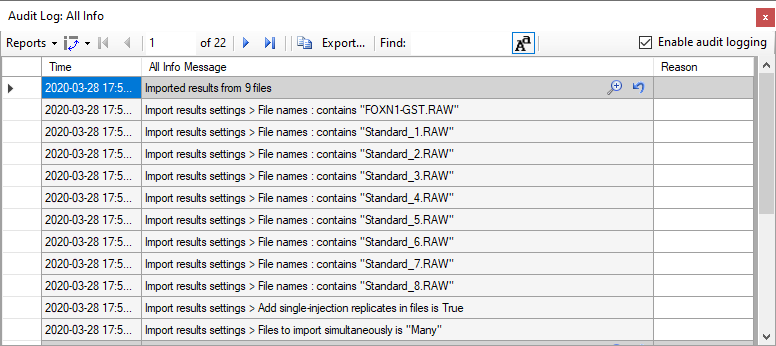 Audit Log: All Info
Reports 1 of 22 Export... Find: Aa Enable audit logging
Time All Info Message Reason
2020-03-28 17:5... Imported results from 9 files
2020-03-28 17:5... Import results settings > File names : contains "FOXN1-GST.RAW"
2020-03-28 17:5... Import results settings > File names : contains "Standard_1.RAW"
2020-03-28 17:5... Import results settings > File names : contains "Standard_2.RAW"
2020-03-28 17:5... Import results settings > File names : contains "Standard_3.RAW"
2020-03-28 17:5... Import results settings > File names : contains "Standard_4.RAW"
2020-03-28 17:5... Import results settings > File names : contains "Standard_5.RAW"
2020-03-28 17:5... Import results settings > File names : contains "Standard_6.RAW"
2020-03-28 17:5... Import results settings > File names : contains "Standard_7.RAW"
2020-03-28 17:5... Import results settings > File names : contains "Standard_8.RAW"
2020-03-28 17:5... Import results settings > Add single-injection replicates in files is True
2020-03-28 17:5... Import results settings > Files to import simultaneously is "Many"